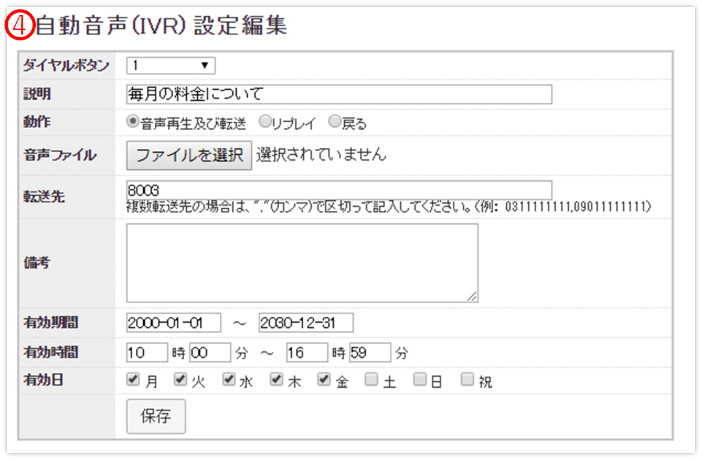 ④自動音声(IVR)設定編集
ダイヤルボタン 1
説明 毎月の料金について
動作 音声再生及び転送 リプレイ 戻る
音声ファイル ファイルを選択 選択されていません
転送先 8003
複数転送先の場合は、","(カンマ)で区切って記入してください。(例: 0311111111,09011111111)
備考
有効期間 2000-01-01 ～ 2030-12-31
有効時間 10 時 00 分 ～ 16 時 59 分
有効日 月 火 水 木 金 土 日 祝
保存